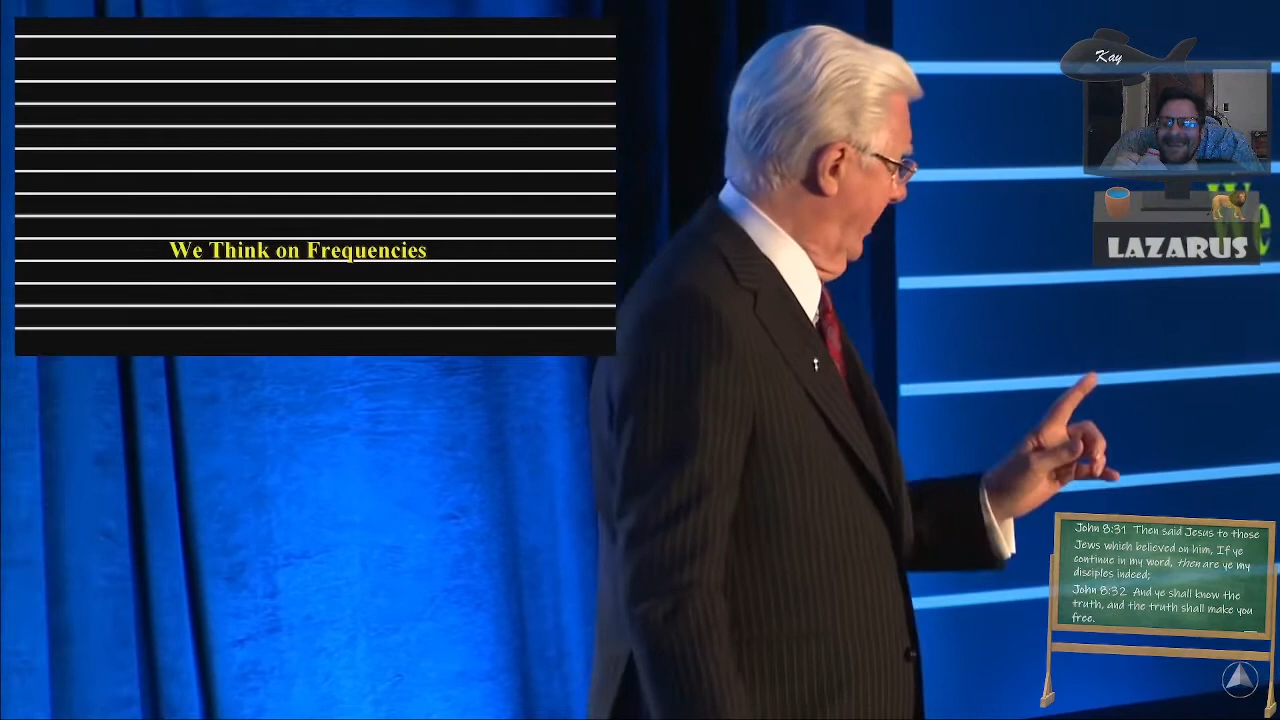 We Think on Frequencies
Kay
We
LAZARUS
John 8:31 Then said Jesus to those
Jews which believed on him, If ye
continue in my word, then are ye my
disciples indeed;
John 8:32 And ye shall know the
truth, and the truth shall make you
free.